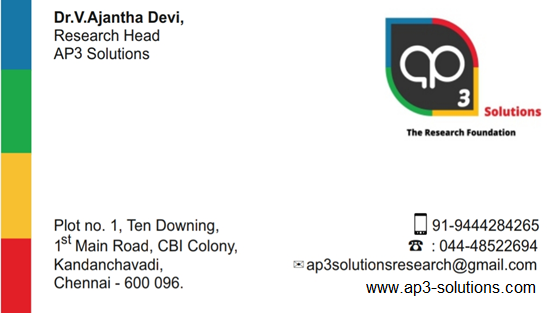 Dr.V.Ajantha Devi,
Research Head
AP3 Solutions
ap
3
Solutions
The Research Foundation
Plot no. 1, Ten Downing,
1st Main Road, CBI Colony,
Kandanchavadi,
Chennai - 600 096.
91-9444284265
: 044-48522694
ap3solutionsresearch@gmail.com
www.ap3-solutions.com